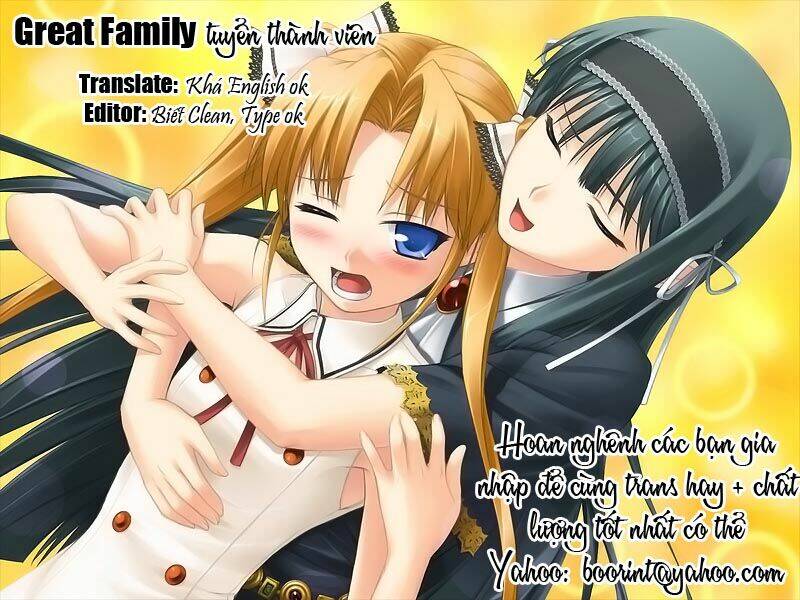 Great Family tuyển thành viên
Translate: Khá English ok
Editor: Biết Clean, Type ok
Hoan nghênh các bạn gia
nhập để cùng trans hay + chất
lượng tốt nhất có thể
Yahoo: boorint@yahoo.com